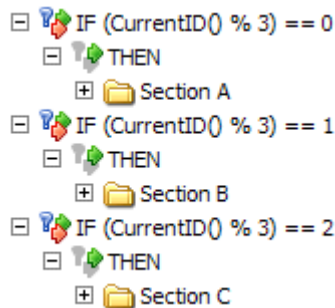 IF (CurrentID() % 3) == 0
THEN
Section A
IF (CurrentID() % 3) == 1
THEN
Section B
IF (CurrentID() % 3) == 2
THEN
Section C